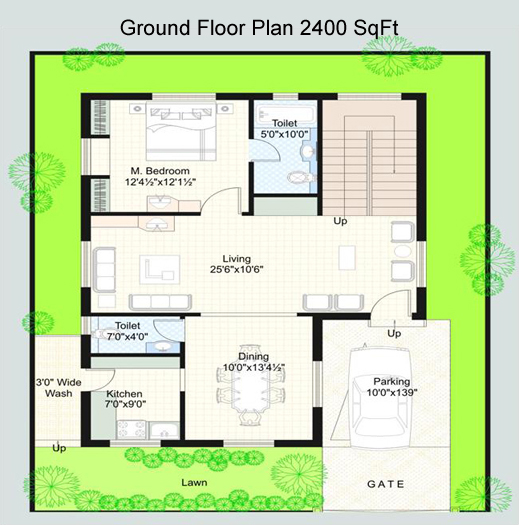 Ground Floor Plan 2400 SqFt
Toilet
5'0"x10'0"
M. Bedroom
12'4½"x12'1½"
Up
Living
25'6"x10'6"
Toilet
7'0"x4'0"
Up
Dining
10'0"x13'4½"
Parking
10'0"x139"
3'0" Wide
Wash
Kitchen
7'0"x9'0"
Up
Lawn
GATE